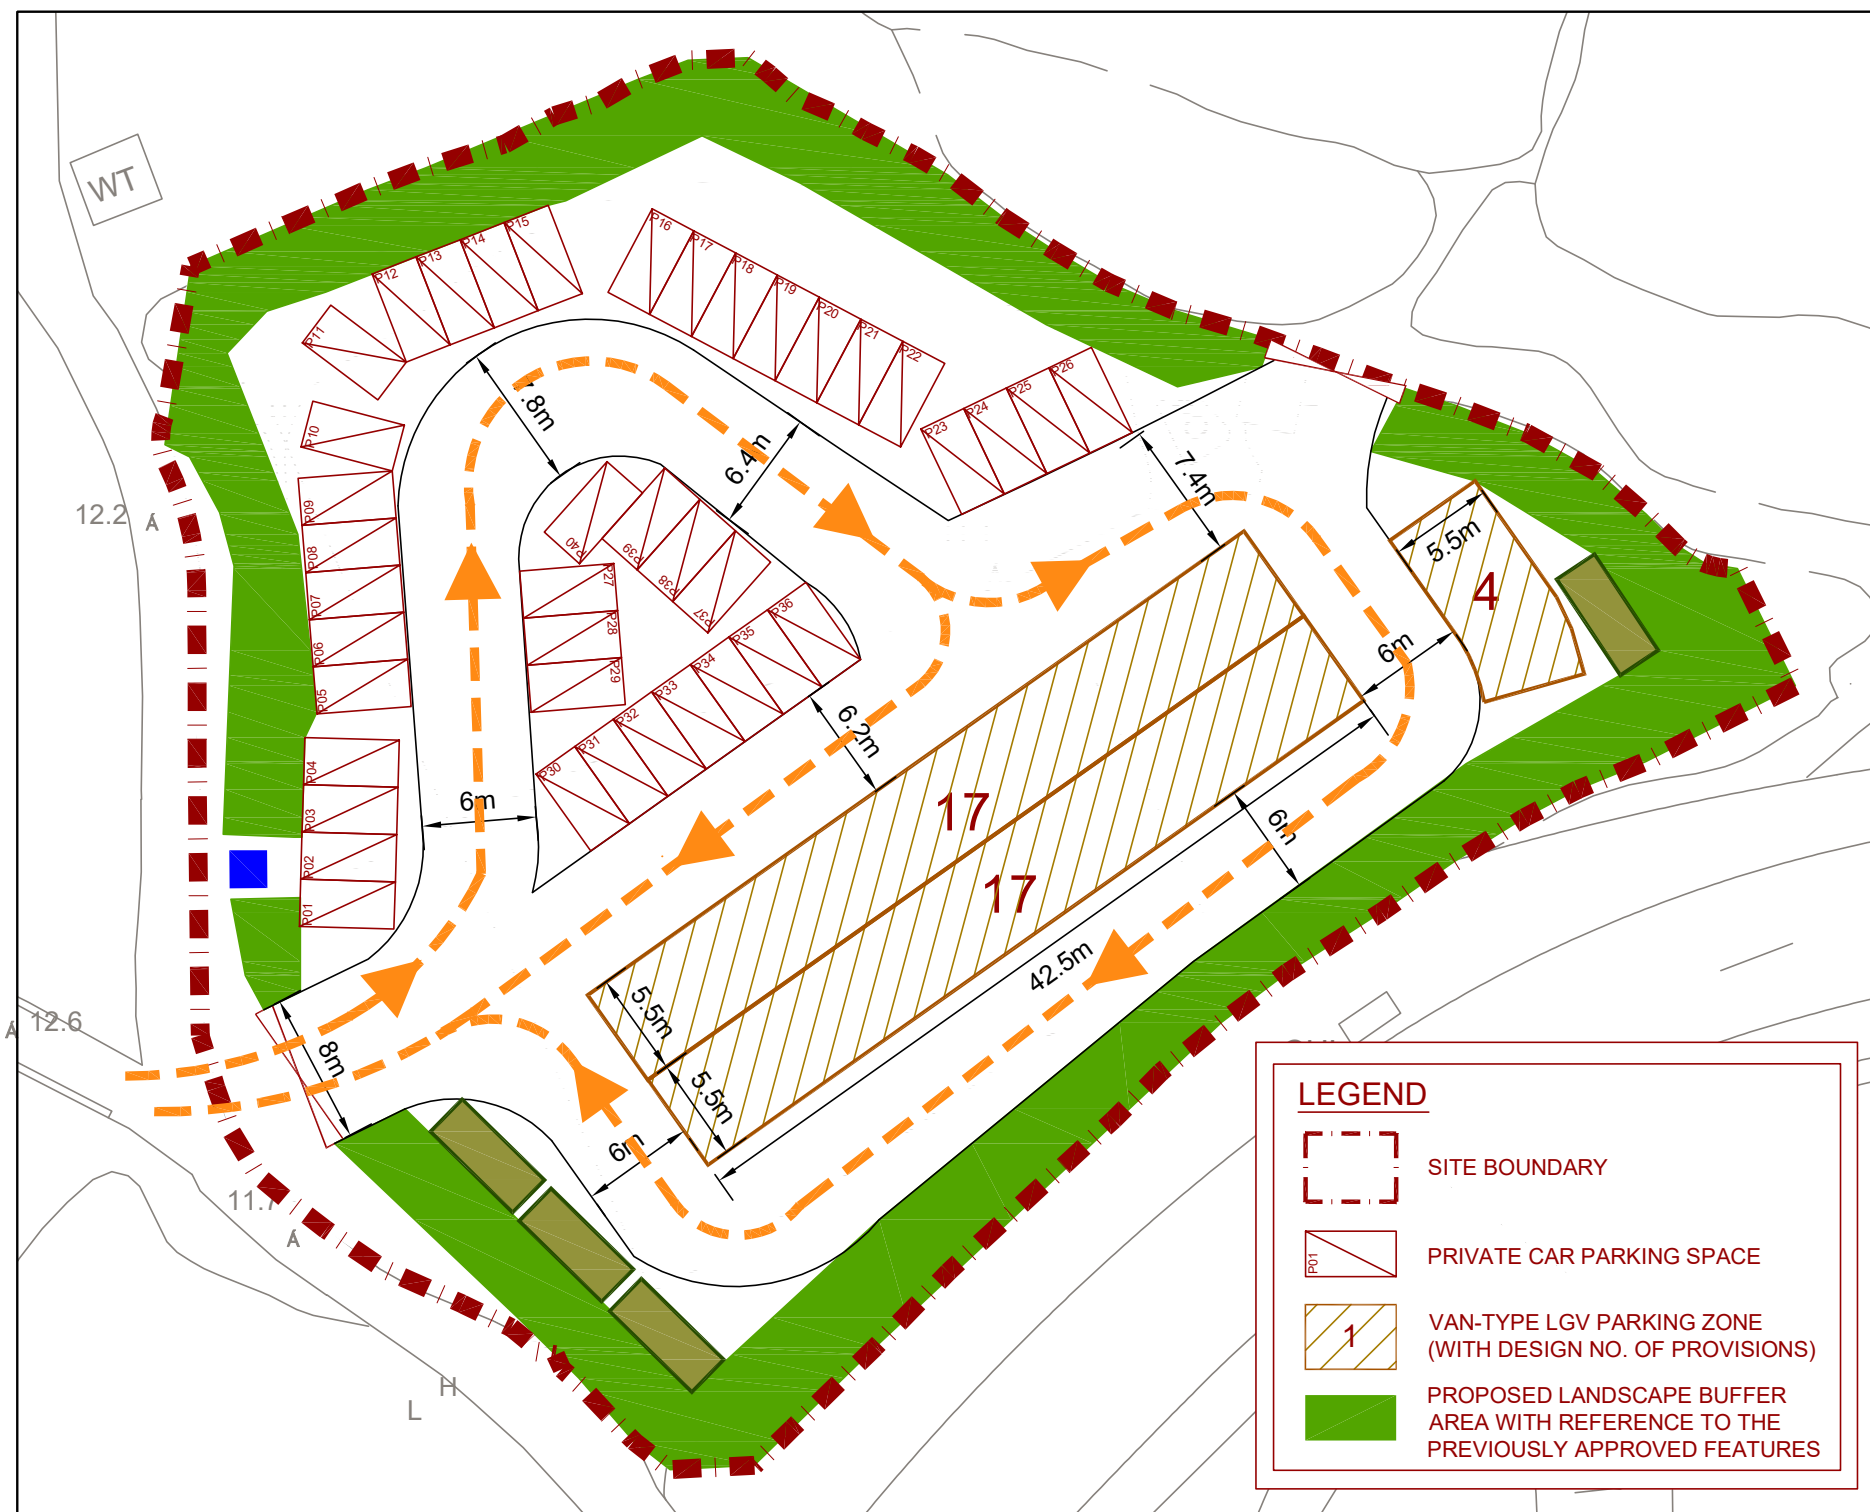 WT
P16
P17
P18
P19
P20
P21
P22
P15
P14
P13
P12
P11
P10
P09
P08
P07
P06
P05
P04
P03
P02
P01
P23
P24
P25
P26
P27
P28
P29
P30
P31
P32
P33
P34
P35
P36
P37
P38
P39
P40
.8m
6.4m
7.4m
5.5m
4
6m
6.2m
6m
17
17
6m
42.5m
5.5m
5.5m
6m
8m
12.2
12.6
11.7
H
L
LEGEND
SITE BOUNDARY
P01
PRIVATE CAR PARKING SPACE
1
VAN-TYPE LGV PARKING ZONE
(WITH DESIGN NO. OF PROVISIONS)
PROPOSED LANDSCAPE BUFFER
AREA WITH REFERENCE TO THE
PREVIOUSLY APPROVED FEATURES